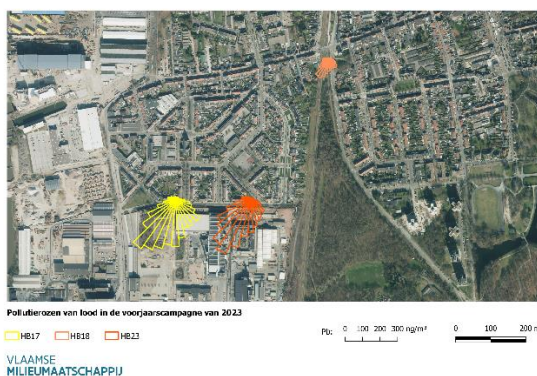 Pollutierozen van lood in de voorjaarscampagne van 2023
HB17 HB18 HB23
Pb: 0 100 200 300 ng/m³
0 100 200 m
VLAAMSE
MILIEUMAATSCHAPPIJ